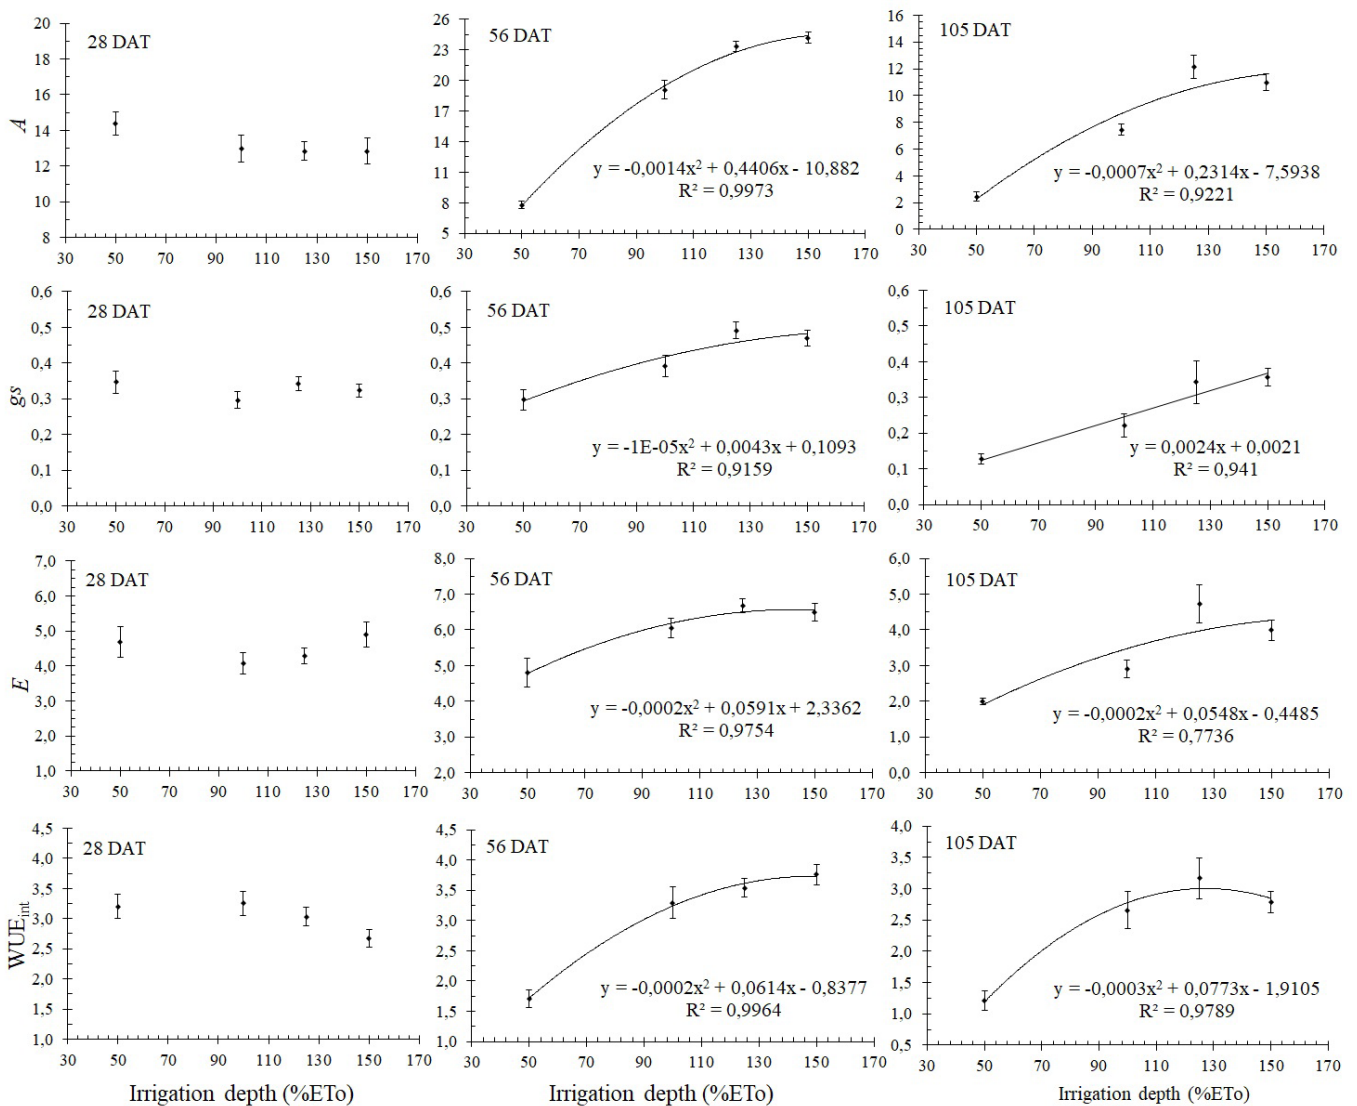 28 DAT
20
18
16
14
12
10
8
A
30 50 70 90 110 130 150 170
56 DAT
26
23
20
17
14
11
8
5
y = -0,0014x² + 0,4406x - 10,882
R² = 0,9973
30 50 70 90 110 130 150 170
105 DAT
16
14
12
10
8
6
4
2
0
y = -0,0007x² + 0,2314x - 7,5938
R² = 0,9221
30 50 70 90 110 130 150 170
28 DAT
0,6
0,5
0,4
0,3
0,2
0,1
0,0
gs
30 50 70 90 110 130 150 170
56 DAT
0,6
0,5
0,4
0,3
0,2
0,1
0,0
y = -1E-05x² + 0,0043x + 0,1093
R² = 0,9159
30 50 70 90 110 130 150 170
105 DAT
0,6
0,5
0,4
0,3
0,2
0,1
0,0
y = 0,0024x + 0,0021
R² = 0,941
30 50 70 90 110 130 150 170
28 DAT
7,0
6,0
5,0
4,0
3,0
2,0
1,0
E
30 50 70 90 110 130 150 170
56 DAT
8,0
7,0
6,0
5,0
4,0
3,0
2,0
y = -0,0002x² + 0,0591x + 2,3362
R² = 0,9754
30 50 70 90 110 130 150 170
105 DAT
6,0
5,0
4,0
3,0
2,0
1,0
0,0
y = -0,0002x² + 0,0548x - 0,4485
R² = 0,7736
30 50 70 90 110 130 150 170
28 DAT
4,5
4,0
3,5
3,0
2,5
2,0
1,5
1,0
WUEint
30 50 70 90 110 130 150 170
Irrigation depth (%ETo)
56 DAT
4,5
4,0
3,5
3,0
2,5
2,0
1,5
1,0
y = -0,0002x² + 0,0614x - 0,8377
R² = 0,9964
30 50 70 90 110 130 150 170
Irrigation depth (%ETo)
105 DAT
4,0
3,5
3,0
2,5
2,0
1,5
1,0
0,5
y = -0,0003x² + 0,0773x - 1,9105
R² = 0,9789
30 50 70 90 110 130 150 170
Irrigation depth (%ETo)